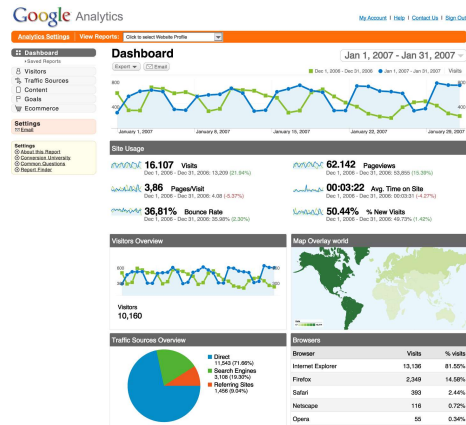 Google Analytics
My Account | Help | Contact Us | Sign Out
Analytics Settings | View Reports: Click to select Website Profile
Dashboard
Saved Reports
Visitors
Traffic Sources
Content
Goals
Ecommerce
Settings
Email
Settings
About this Report
Conversion University
Common Questions
Report Finder
Dashboard
Jan 1, 2007 - Jan 31, 2007
Export Email
Dec 1, 2006 - Dec 31, 2006 Jan 1, 2007 - Jan 31, 2007 Visits
800 800
400 400
January 1, 2007 January 8, 2007 January 15, 2007 January 22, 2007 January 29, 2007
Site Usage
16.107 Visits
Dec 1, 2006 - Dec 31, 2006: 13,209 (21.94%)
62.142 Pageviews
Dec 1, 2006 - Dec 31, 2006: 53,855 (15.39%)
3,86 Pages/Visit
Dec 1, 2006 - Dec 31, 2006: 4.08 (-5.57%)
00:03:22 Avg. Time on Site
Dec 1, 2006 - Dec 31, 2006: 00:03:31 (-4.27%)
36,81% Bounce Rate
Dec 1, 2006 - Dec 31, 2006: 35.98% (2.30%)
50.44% % New Visits
Dec 1, 2006 - Dec 31, 2006: 49.73% (1.42%)
Visitors Overview
Visitors
10,160
Map Overlay world
Traffic Sources Overview
Direct
11,543 (71.66%)
Search Engines
3,108 (19.30%)
Referring Sites
1,456 (9.04%)
Browsers
Browser Visits % visits
Internet Explorer 13,136 81.55%
Firefox 2,349 14.58%
Safari 393 2.44%
Netscape 116 0.72%
Opera 55 0.34%